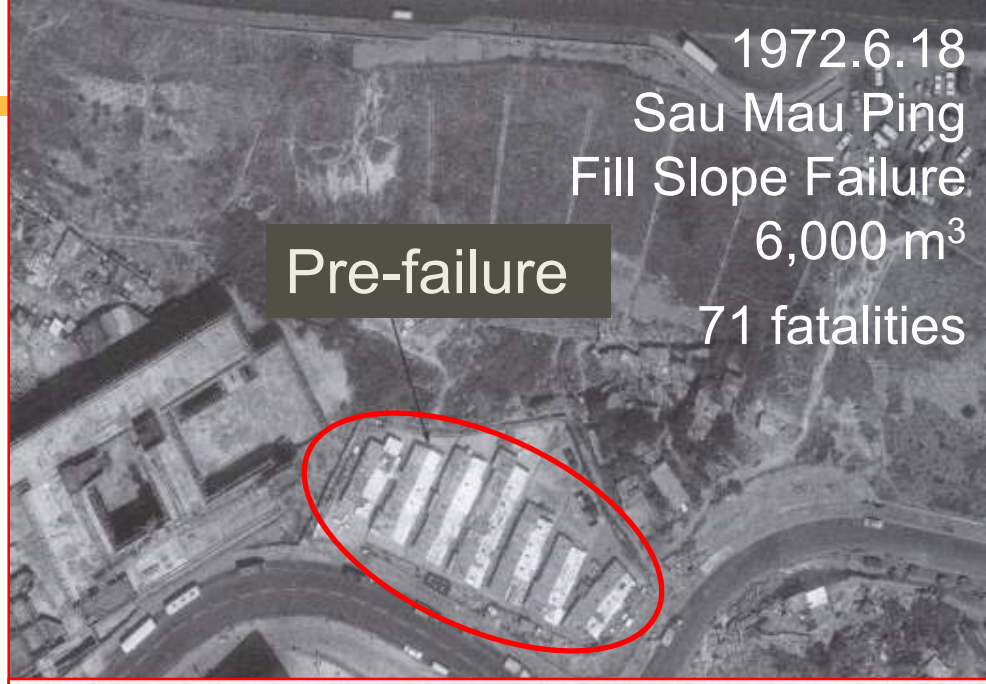 1972.6.18
Sau Mau Ping
Fill Slope Failure
6,000 m³
71 fatalities
Pre-failure